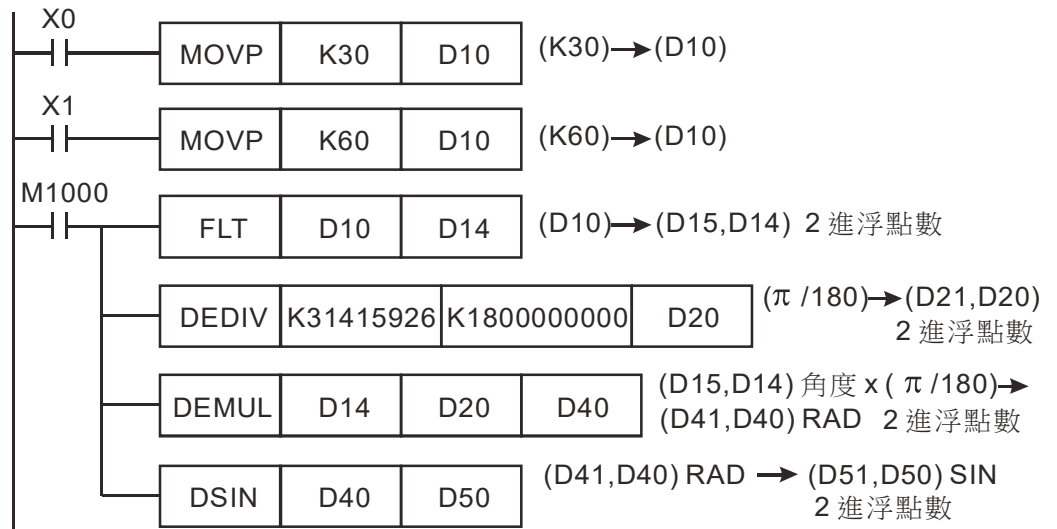 X0
MOVP K30 D10 (K30)→(D10)
X1
MOVP K60 D10 (K60)→(D10)
M1000
FLT D10 D14 (D10)→(D15,D14) 2 進浮點數
DEDIV K31415926 K1800000000 D20 (π /180)→(D21,D20)
2 進浮點數
DEMUL D14 D20 D40 (D15,D14) 角度 x ( π /180)→
(D41,D40) RAD 2 進浮點數
DSIN D40 D50 (D41,D40) RAD → (D51,D50) SIN
2 進浮點數